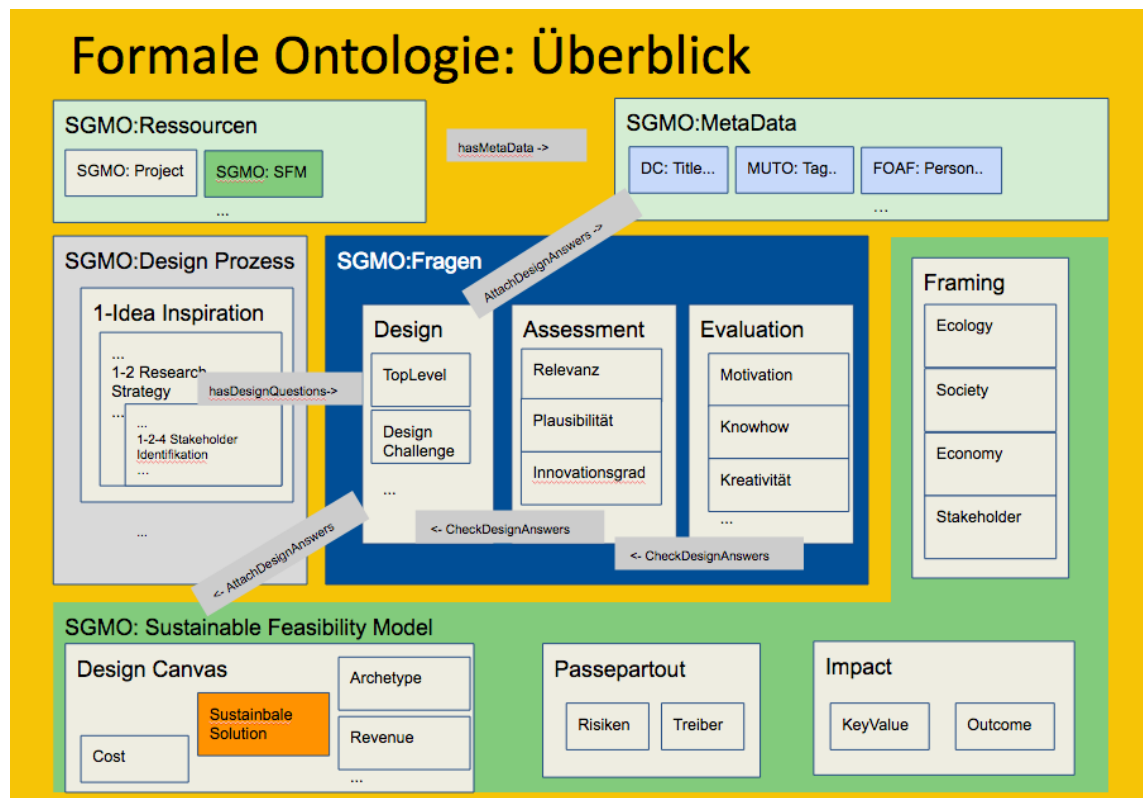 Formale Ontologie: Überblick
SGMO:Ressourcen
SGMO: Project
SGMO: SFM
...
hasMetaData ->
SGMO:MetaData
DC: Title...
MUTO: Tag..
FOAF: Person..
...
SGMO:Design Prozess
1-Idea Inspiration
...
1-2 Research
Strategy
...
...
1-2-4 Stakeholder
Identifikation
...
...
hasDesignQuestions->
SGMO:Fragen
AttachDesignAnswers ->
Design
TopLevel
Design
Challenge
...
Assessment
Relevanz
Plausibilität
Innovationsgrad
Evaluation
Motivation
Knowhow
Kreativität
...
<- CheckDesignAnswers
<- CheckDesignAnswers
<- AttachDesignAnswers
Framing
Ecology
Society
Economy
Stakeholder
SGMO: Sustainable Feasibility Model
Design Canvas
Cost
Sustainbale
Solution
Archetype
Revenue
...
Passepartout
Risiken
Treiber
Impact
KeyValue
Outcome